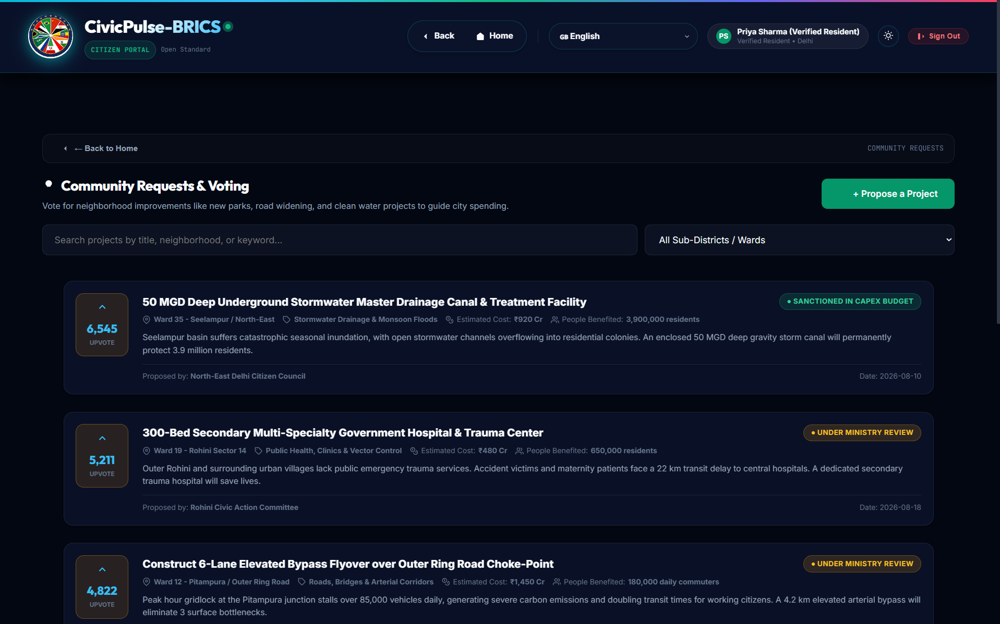 CivicPulse-BRICS
CITIZEN PORTAL Open Standard
Back Home
GB English
PS
Priya Sharma (Verified Resident)
Verified Resident • Delhi
Sign Out
← Back to Home
COMMUNITY REQUESTS
Community Requests & Voting
Vote for neighborhood improvements like new parks, road widening, and clean water projects to guide city spending.
+ Propose a Project
Search projects by title, neighborhood, or keyword...
All Sub-Districts / Wards
6,545
UPVOTE
50 MGD Deep Underground Stormwater Master Drainage Canal & Treatment Facility
● SANCTIONED IN CAPEX BUDGET
Ward 35 - Seelampur / North-East Stormwater Drainage & Monsoon Floods Estimated Cost: ₹920 Cr People Benefited: 3,900,000 residents
Seelampur basin suffers catastrophic seasonal inundation, with open stormwater channels overflowing into residential colonies. An enclosed 50 MGD deep gravity storm canal will permanently
protect 3.9 million residents.
Proposed by: North-East Delhi Citizen Council
Date: 2026-08-10
5,211
UPVOTE
300-Bed Secondary Multi-Specialty Government Hospital & Trauma Center
● UNDER MINISTRY REVIEW
Ward 19 - Rohini Sector 14 Public Health, Clinics & Vector Control Estimated Cost: ₹480 Cr People Benefited: 650,000 residents
Outer Rohini and surrounding urban villages lack public emergency trauma services. Accident victims and maternity patients face a 22 km transit delay to central hospitals. A dedicated secondary
trauma hospital will save lives.
Proposed by: Rohini Civic Action Committee
Date: 2026-08-18
4,822
UPVOTE
Construct 6-Lane Elevated Bypass Flyover over Outer Ring Road Choke-Point
● UNDER MINISTRY REVIEW
Ward 12 - Pitampura / Outer Ring Road Roads, Bridges & Arterial Corridors Estimated Cost: ₹1,450 Cr People Benefited: 180,000 daily commuters
Peak hour gridlock at the Pitampura junction stalls over 85,000 vehicles daily, generating severe carbon emissions and doubling transit times for working citizens. A 4.2 km elevated arterial bypass will
eliminate 3 surface bottlenecks.